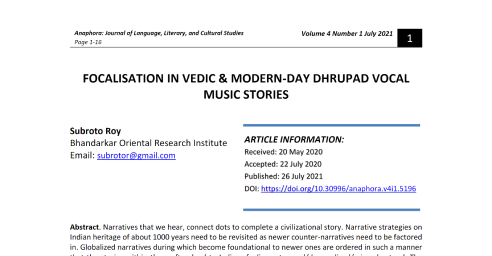 Anaphora: Journal of Language, Literary, and Cultural Studies
Volume 4 Number 1 July 2021
1
Page 1-16
FOCALISATION IN VEDIC & MODERN-DAY DHRUPAD VOCAL
MUSIC STORIES
Subroto Roy
Bhandarkar Oriental Research Institute
Email: subrotor@gmail.com
ARTICLE INFORMATION:
Received: 20 May 2020
Accepted: 22 July 2020
Published: 26 July 2021
DOI: https://doi.org/10.30996/anaphora.v4i1.5196
Abstract. Narratives that we hear, connect dots to complete a civilizational story. Narrative strategies on
Indian heritage of about 1000 years need to be revisited as newer counter-narratives need to be factored
in. Globalized narratives during which become foundational to newer ones are ordered in such a manner